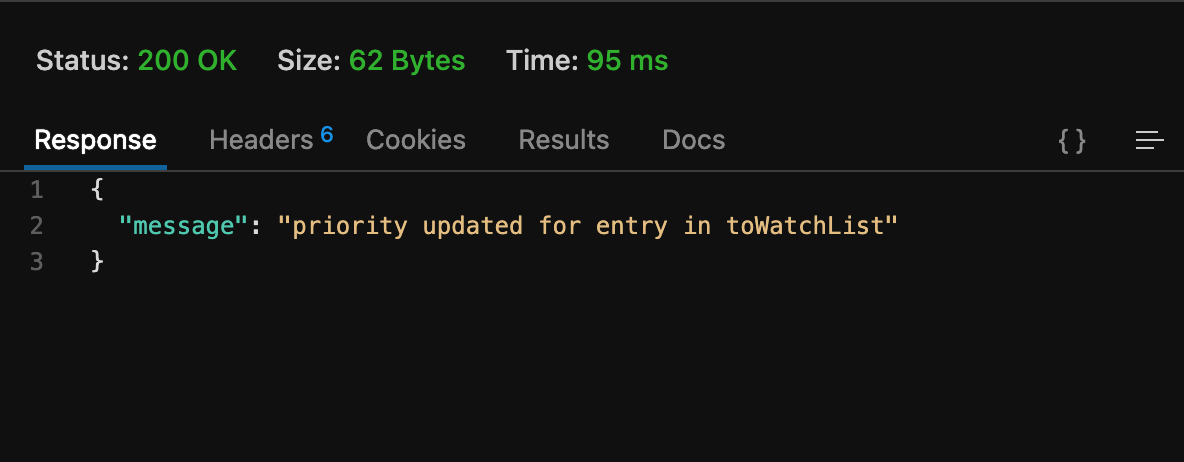 Status: 200 OK Size: 62 Bytes Time: 95 ms
Response Headers 6 Cookies Results Docs { }
1 {
2 "message": "priority updated for entry in toWatchList"
3 }